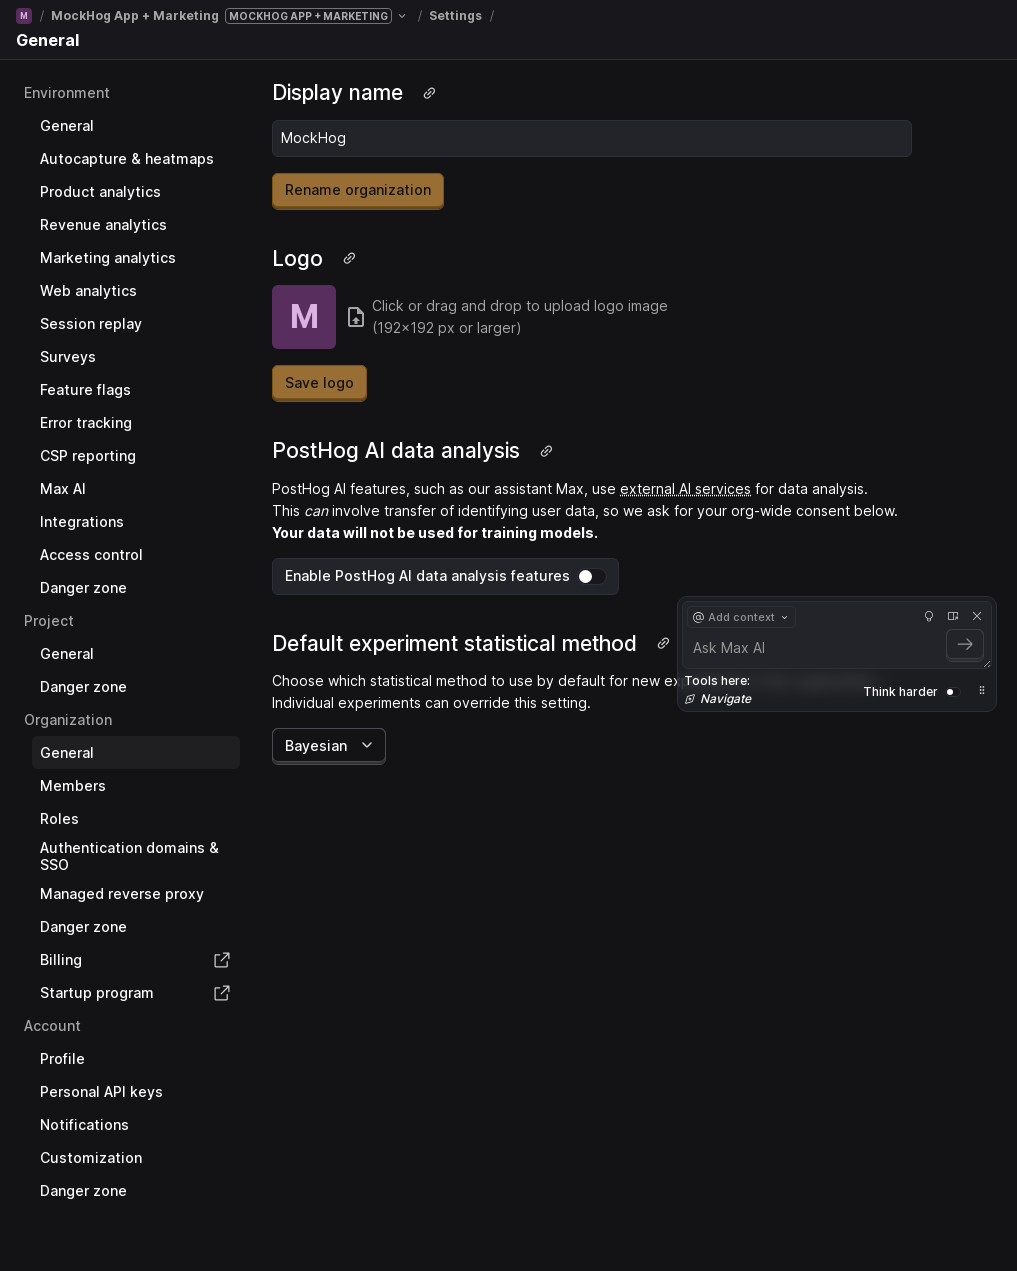 M / MockHog App + Marketing MOCKHOG APP + MARKETING / Settings /
General
Environment
General
Autocapture & heatmaps
Product analytics
Revenue analytics
Marketing analytics
Web analytics
Session replay
Surveys
Feature flags
Error tracking
CSP reporting
Max AI
Integrations
Access control
Danger zone
Project
General
Danger zone
Organization
General
Members
Roles
Authentication domains &
SSO
Managed reverse proxy
Danger zone
Billing
Startup program
Account
Profile
Personal API keys
Notifications
Customization
Danger zone
Display name
MockHog
Rename organization
Logo
M
Click or drag and drop to upload logo image
(192×192 px or larger)
Save logo
PostHog AI data analysis
PostHog AI features, such as our assistant Max, use external AI services for data analysis.
This can involve transfer of identifying user data, so we ask for your org-wide consent below.
Your data will not be used for training models.
Enable PostHog AI data analysis features
Default experiment statistical method
Choose which statistical method to use by default for new
Individual experiments can override this setting.
Bayesian
@ Add context
Ask Max AI
Tools here:
Navigate
Think harder